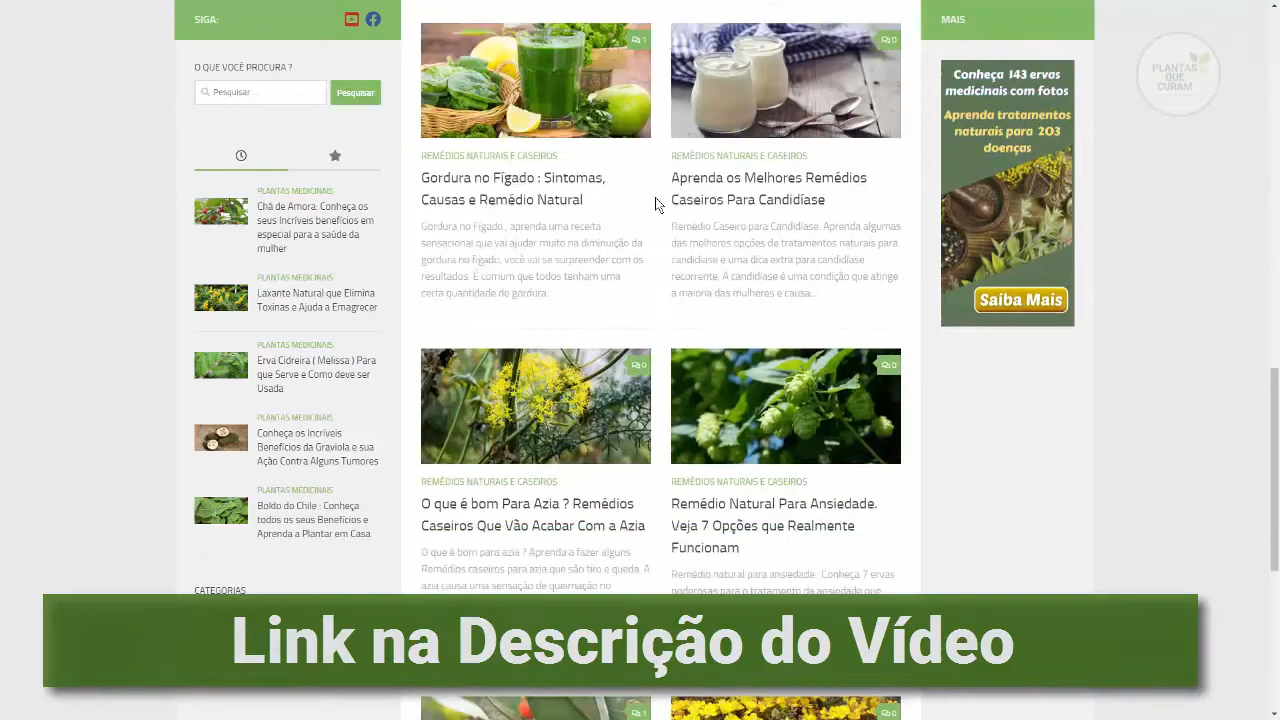 SIGA:
O QUE VOCÊ PROCURA ?
Pesquisar ...
Pesquisar
PLANTAS MEDICINAIS
Chá de Amora: Conheça os
seus Incríveis benefícios em
especial para a saúde da
mulher
PLANTAS MEDICINAIS
Laxante Natural que Elimina
Toxinas e Ajuda a Emagrecer
PLANTAS MEDICINAIS
Erva Cidreira ( Melissa ) Para
que Serve e Como deve ser
Usada
PLANTAS MEDICINAIS
Conheça os Incríveis
Benefícios da Graviola e sua
Ação Contra Alguns Tumores
PLANTAS MEDICINAIS
Boldo do Chile : Conheça
todos os seus Benefícios e
Aprenda a Plantar em Casa
CATEGORIAS
1
REMÉDIOS NATURAIS E CASEIROS
Gordura no Fígado : Sintomas,
Causas e Remédio Natural
Gordura no Fígado , aprenda uma receita
sensacional que vai ajudar muito na diminuição da
gordura no fígado, você vai se surpreender com os
resultados. É comum que todos tenham uma
certa quantidade de gordura...
0
REMÉDIOS NATURAIS E CASEIROS
Aprenda os Melhores Remédios
Caseiros Para Candidíase
Remédio Caseiro para Candidíase. Aprenda algumas
das melhores opções de tratamentos naturais para
candidíase e uma dica extra para candidíase
recorrente. A candidíase é uma condição que atinge
a maioria das mulheres e causa...
0
REMÉDIOS NATURAIS E CASEIROS
O que é bom Para Azia ? Remédios
Caseiros Que Vão Acabar Com a Azia
O que é bom para azia ? Aprenda a fazer alguns
Remédios caseiros para azia que são tiro e queda. A
azia causa uma sensação de queimação no
0
REMÉDIOS NATURAIS E CASEIROS
Remédio Natural Para Ansiedade.
Veja 7 Opções que Realmente
Funcionam
Remédio natural para ansiedade : Conheça 7 ervas
poderosas para o tratamento da ansiedade que
1
0
MAIS
Conheça 143 ervas
medicinais com fotos
Aprenda tratamentos
naturais para 203
doenças
Saiba Mais
PLANTAS
QUE
CURAM
Link na Descrição do Vídeo